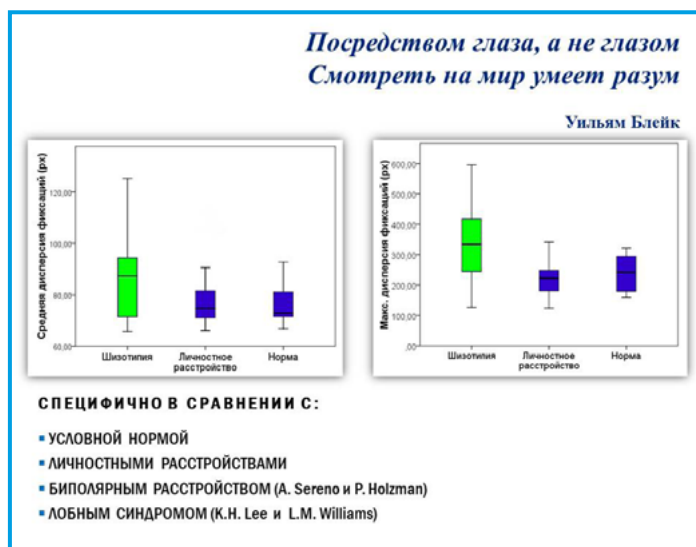 Посредством глаза, а не глазом
Смотреть на мир умеет разум
Уильям Блейк
Средняя дисперсия фиксаций (px)
120,00
100,00
80,00
60,00
Шизотипия
Личностное
расстройство
Норма
Макс. дисперсия фиксаций (px)
600,00
500,00
400,00
300,00
200,00
100,00
,00
Шизотипия
Личностное
расстройство
Норма
СПЕЦИФИЧНО В СРАВНЕНИИ С:
▪ УСЛОВНОЙ НОРМОЙ
▪ ЛИЧНОСТНЫМИ РАССТРОЙСТВАМИ
▪ БИПОЛЯРНЫМ РАССТРОЙСТВОМ (A. Sereno и P. Holzman)
▪ ЛОБНЫМ СИНДРОМОМ (K.H. Lee и L.M. Williams)